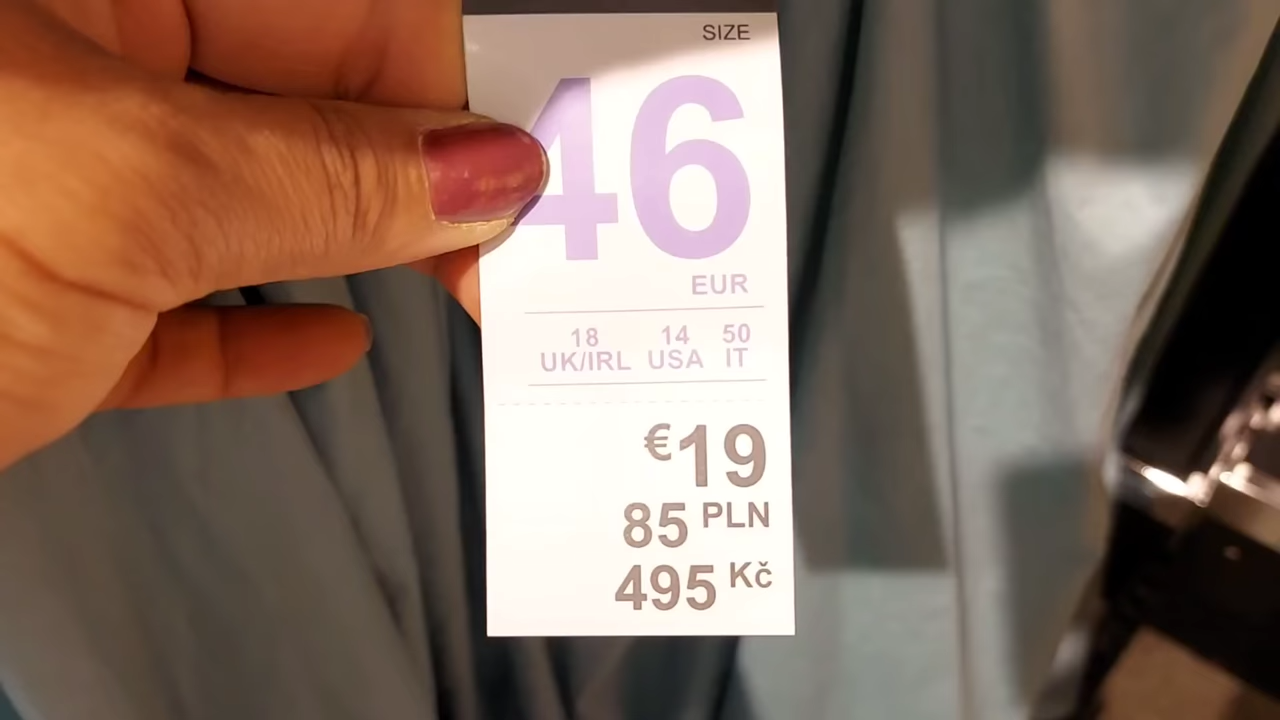 SIZE
46
EUR
18 14 50
UK/IRL USA IT
€19
85 PLN
495 Kč